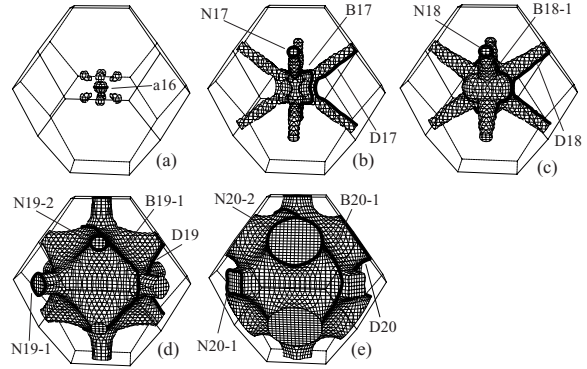 N17
B17
N18
B18-1
a16
D17
D18
(a)
(b)
(c)
N19-2
B19-1
D19
N20-2
B20-1
N19-1
N20-1
D20
(d)
(e)